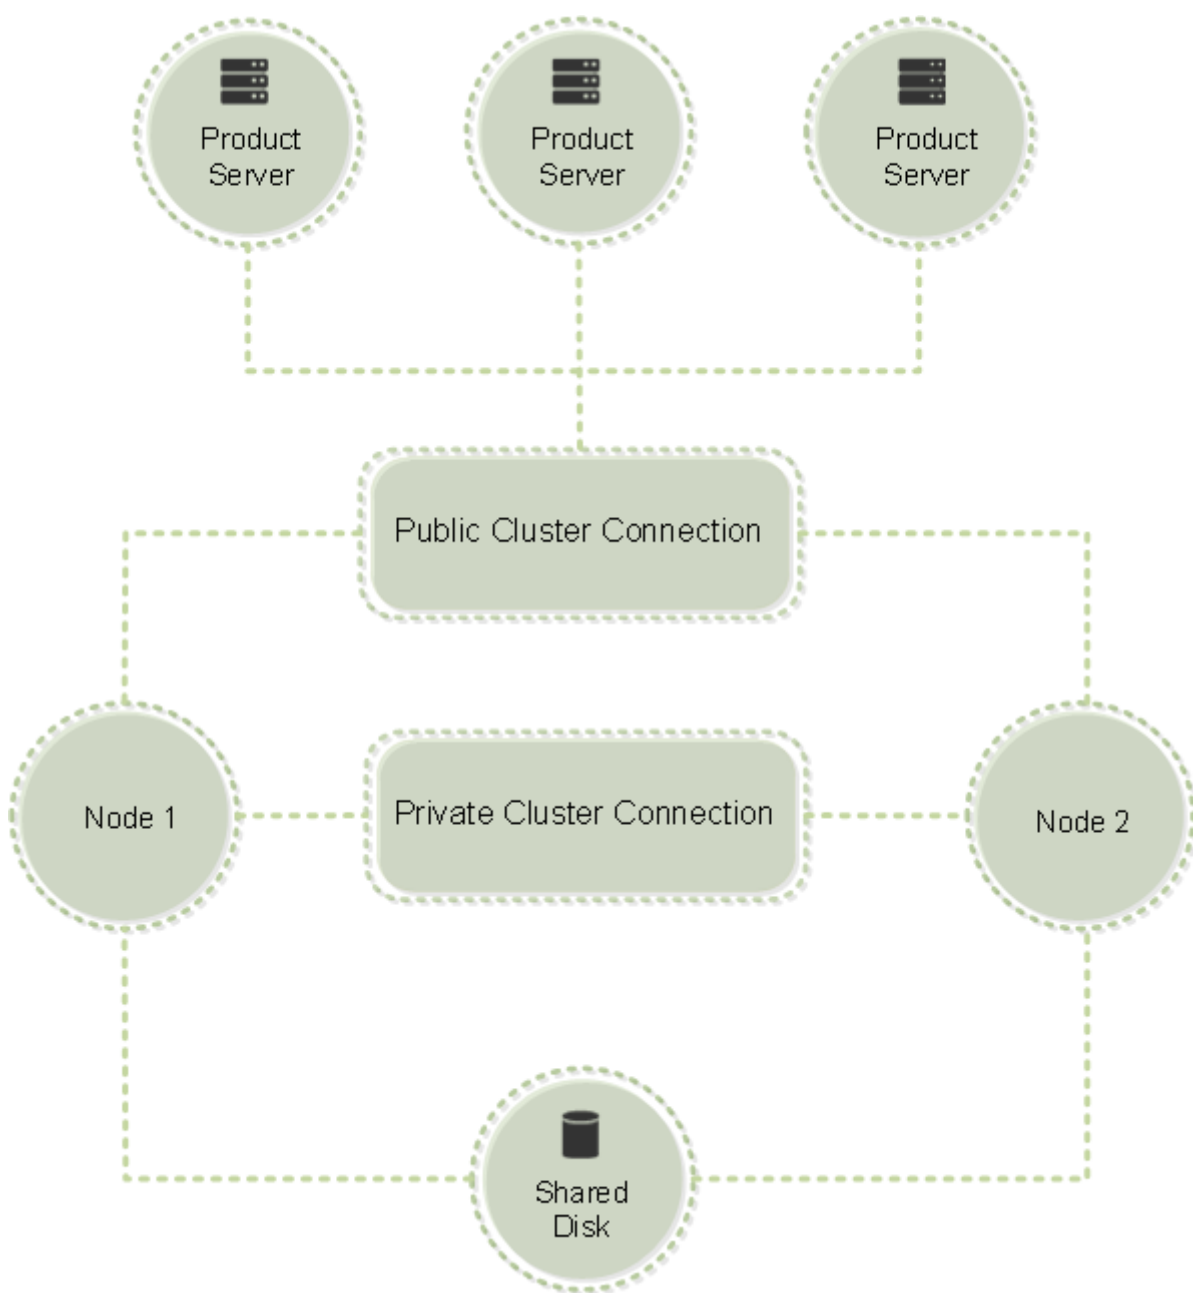 Product
Server
Product
Server
Product
Server
Public Cluster Connection
Node 1
Private Cluster Connection
Node 2
Shared
Disk